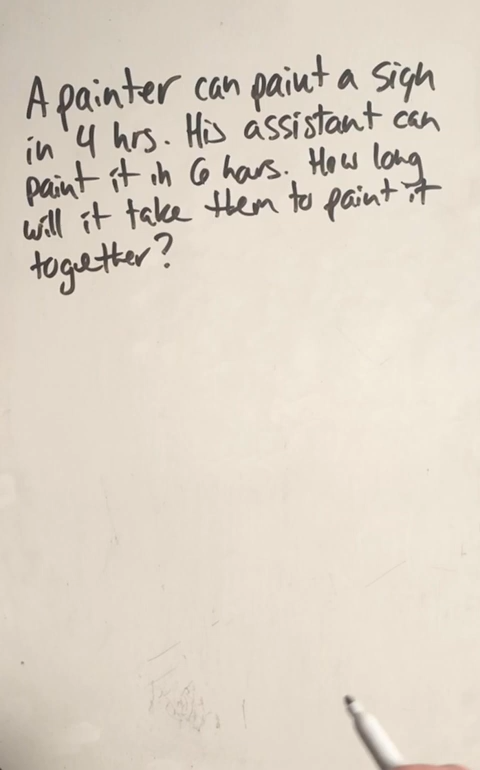 A painter can paint a sign
in 4 hrs. His assistant can
paint it in 6 hours. How long
will it take them to paint it
together?